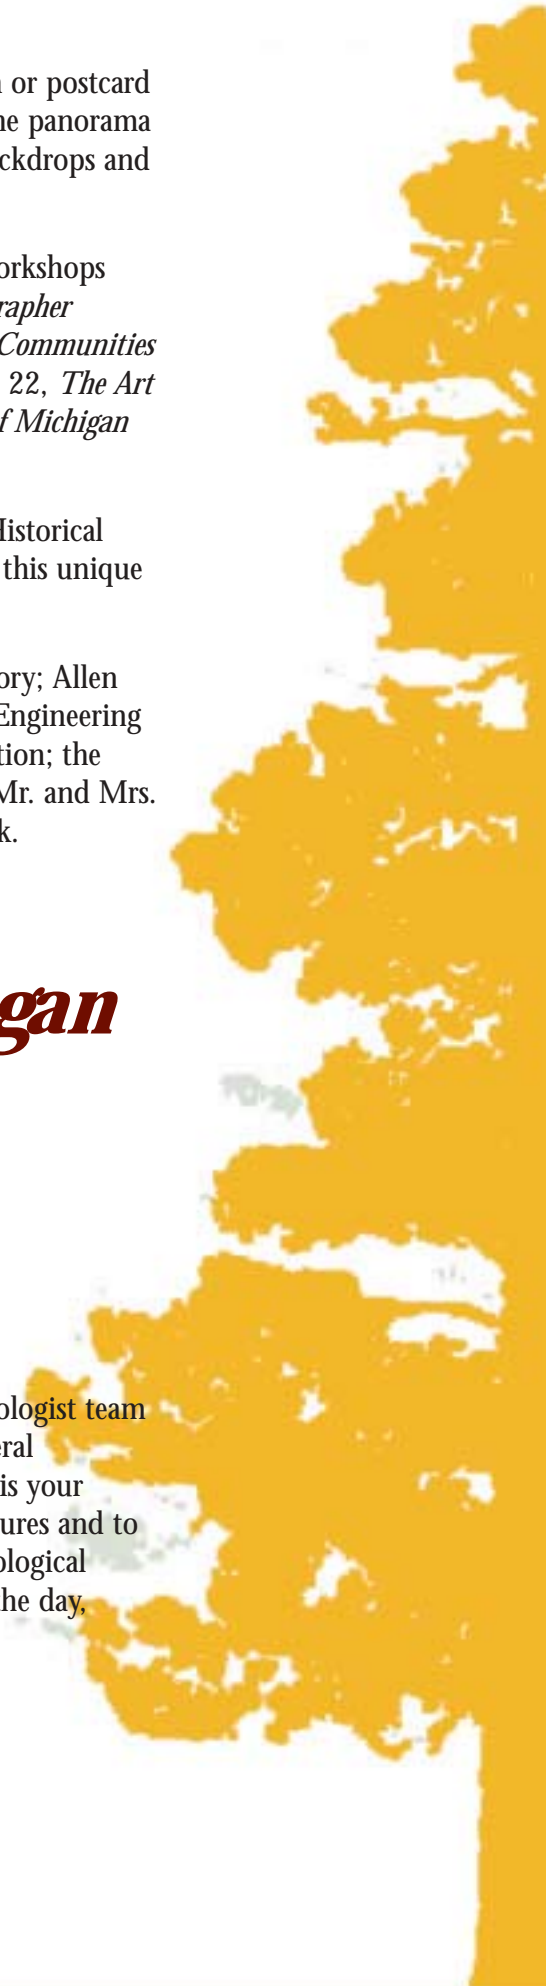 or postcard
panorama
ckdrops and
orkshops
rapher
Communities
22, The Art
f Michigan
Historical
this unique
ory; Allen
Engineering
tion; the
Mr. and Mrs.
k.
gan
ologist team
eral
is your
ures and to
ological
he day,